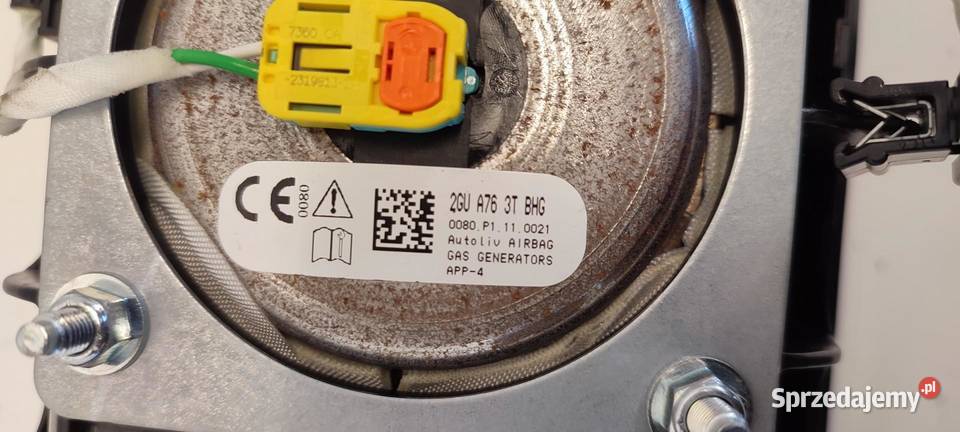 7360
-2319813-
CE
0080
2GU A76 3T BHG
0080.P1.11.0021
Autoliv AIRBAG
GAS GENERATORS
APP-4
Sprzedajemy.pl